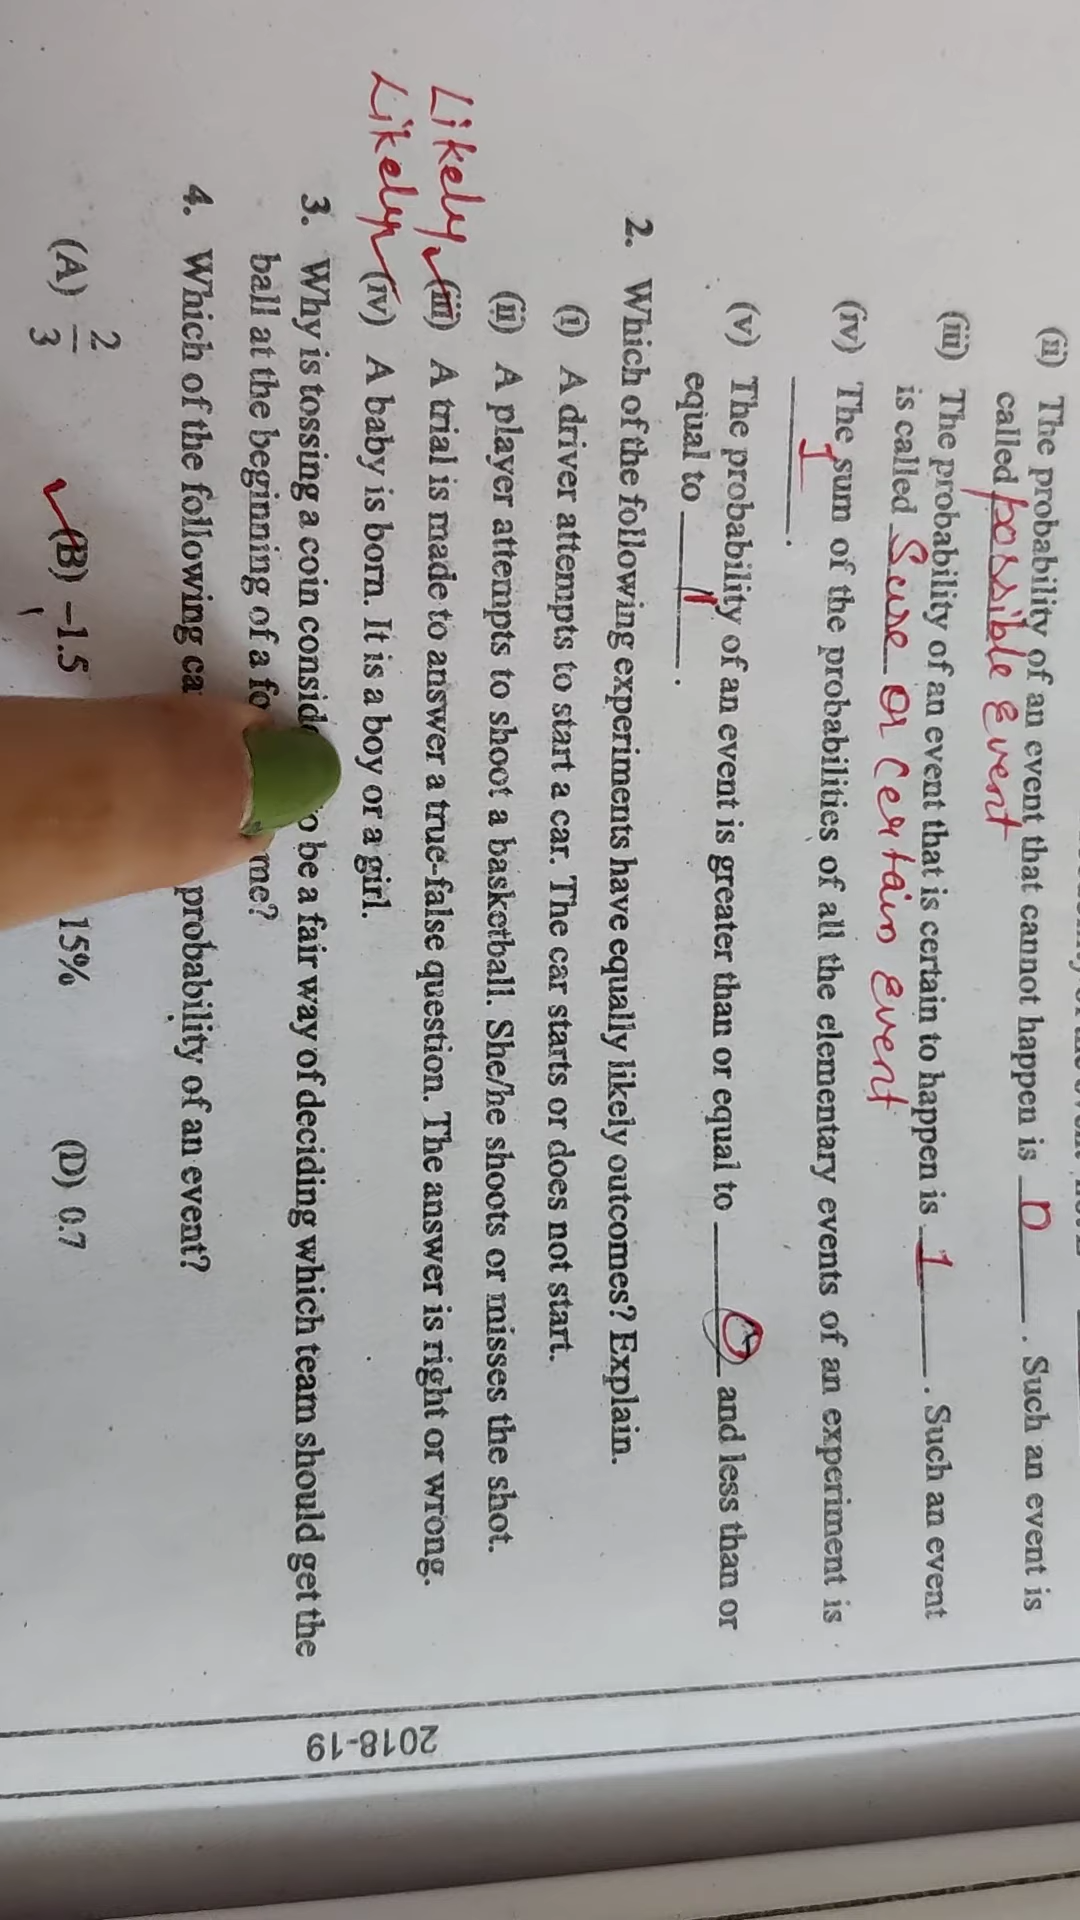 (ii) The probability of an event that cannot happen is 0. Such an event is
called possible event
(iii) The probability of an event that is certain to happen is 1. Such an event
is called Sure or certain event
(iv) The sum of the probabilities of all the elementary events of an experiment is
1.
(v) The probability of an event is greater than or equal to 0 and less than or
equal to 1.
2. Which of the following experiments have equally likely outcomes? Explain.
(i) A driver attempts to start a car. The car starts or does not start.
(ii) A player attempts to shoot a basketball. She/he shoots or misses the shot.
Likely (iii) A trial is made to answer a true-false question. The answer is right or wrong.
Likely (iv) A baby is born. It is a boy or a girl.
3. Why is tossing a coin be a fair way of deciding which team should get the
ball at the beginning of a
4. Which of the following probability of an event?
(A) 2/3 (B) –1.5 15% (D) 0.7
2018-19